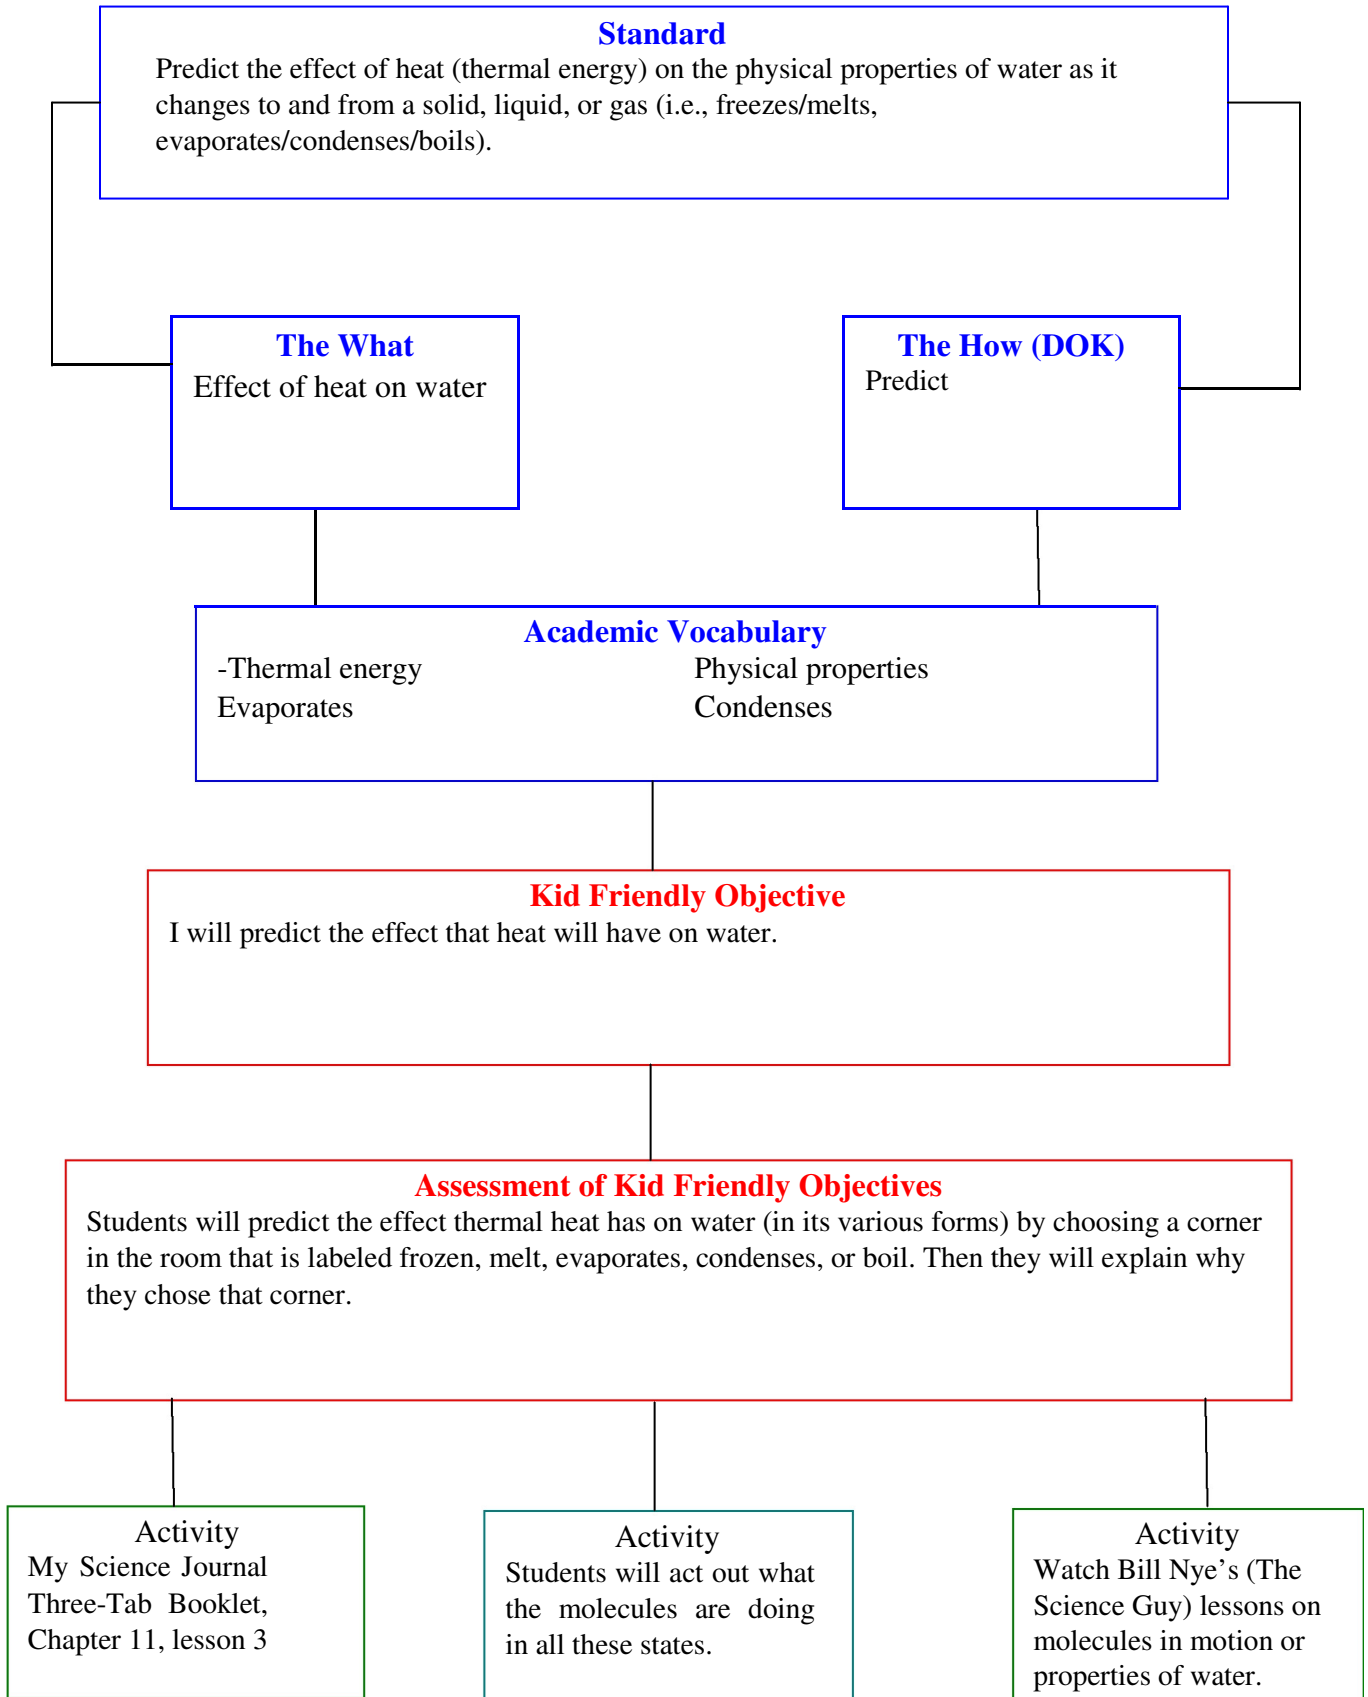 Standard
Predict the effect of heat (thermal energy) on the physical properties of water as it
changes to and from a solid, liquid, or gas (i.e., freezes/melts,
evaporates/condenses/boils).
The What
Effect of heat on water
The How (DOK)
Predict
Academic Vocabulary
-Thermal energy Physical properties
Evaporates Condenses
Kid Friendly Objective
I will predict the effect that heat will have on water.
Assessment of Kid Friendly Objectives
Students will predict the effect thermal heat has on water (in its various forms) by choosing a corner
in the room that is labeled frozen, melt, evaporates, condenses, or boil. Then they will explain why
they chose that corner.
Activity
My Science Journal
Three-Tab Booklet,
Chapter 11, lesson 3
Activity
Students will act out what
the molecules are doing
in all these states.
Activity
Watch Bill Nye’s (The
Science Guy) lessons on
molecules in motion or
properties of water.